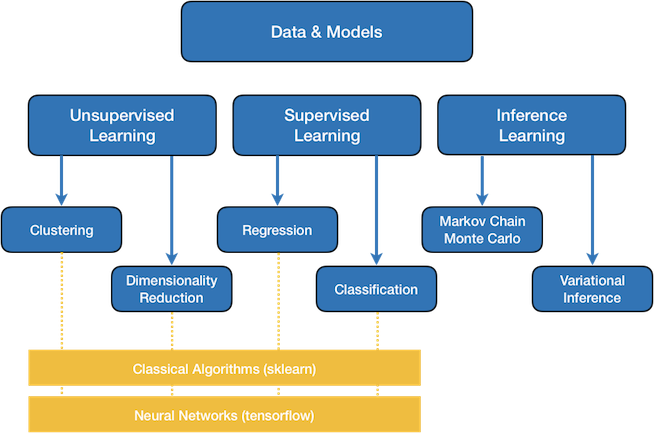 Data & Models
Unsupervised
Learning
Supervised
Learning
Inference
Learning
Clustering
Regression
Markov Chain
Monte Carlo
Dimensionality
Reduction
Classification
Variational
Inference
Classical Algorithms (sklearn)
Neural Networks (tensorflow)